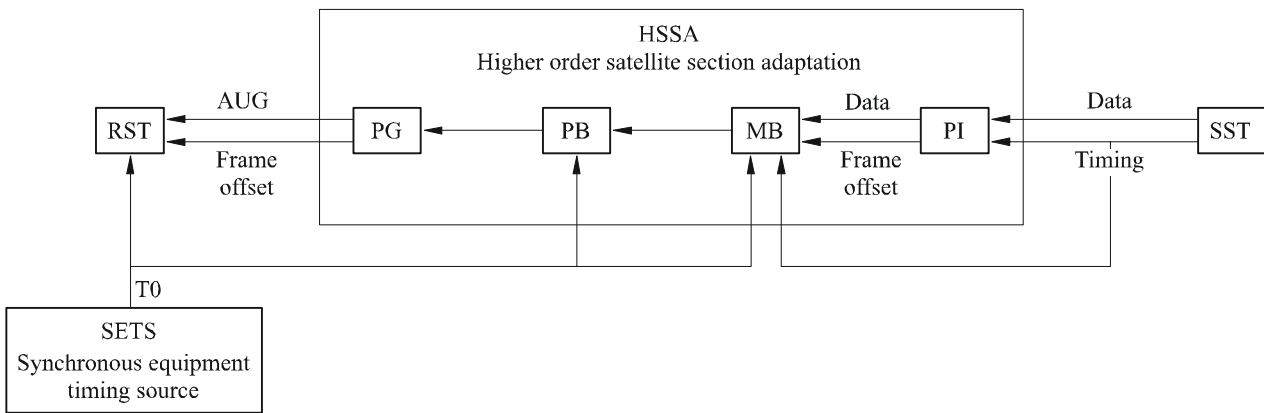 HSSA
Higher order satellite section adaptation
AUG
Data
Data
RST
PG
PB
MB
PI
SST
Frame
offset
Frame
offset
Timing
T0
SETS
Synchronous equipment
timing source